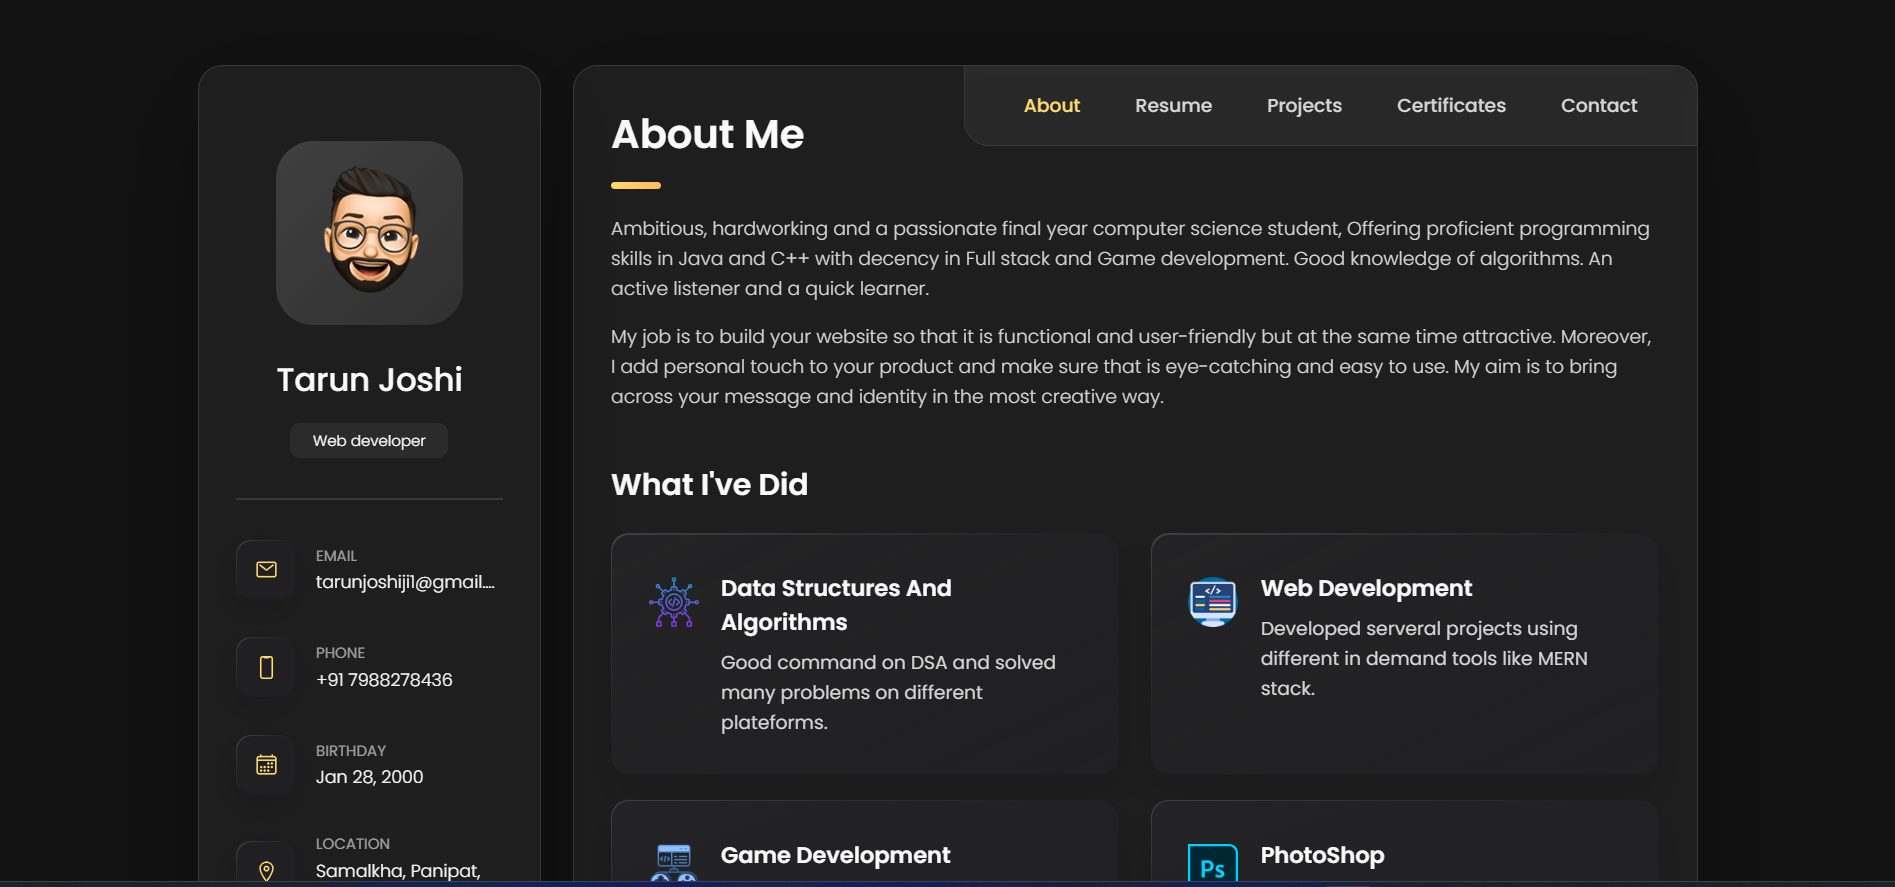 Tarun Joshi
Web developer
EMAIL
tarunjoshiji1@gmail....
PHONE
+91 7988278436
BIRTHDAY
Jan 28, 2000
LOCATION
Samalkha, Panipat,
About
Resume
Projects
Certificates
Contact
About Me
Ambitious, hardworking and a passionate final year computer science student, Offering proficient programming
skills in Java and C++ with decency in Full stack and Game development. Good knowledge of algorithms. An
active listener and a quick learner.
My job is to build your website so that it is functional and user-friendly but at the same time attractive. Moreover,
I add personal touch to your product and make sure that is eye-catching and easy to use. My aim is to bring
across your message and identity in the most creative way.
What I've Did
Data Structures And
Algorithms
Good command on DSA and solved
many problems on different
plateforms.
Web Development
Developed serveral projects using
different in demand tools like MERN
stack.
Game Development
Ps
PhotoShop